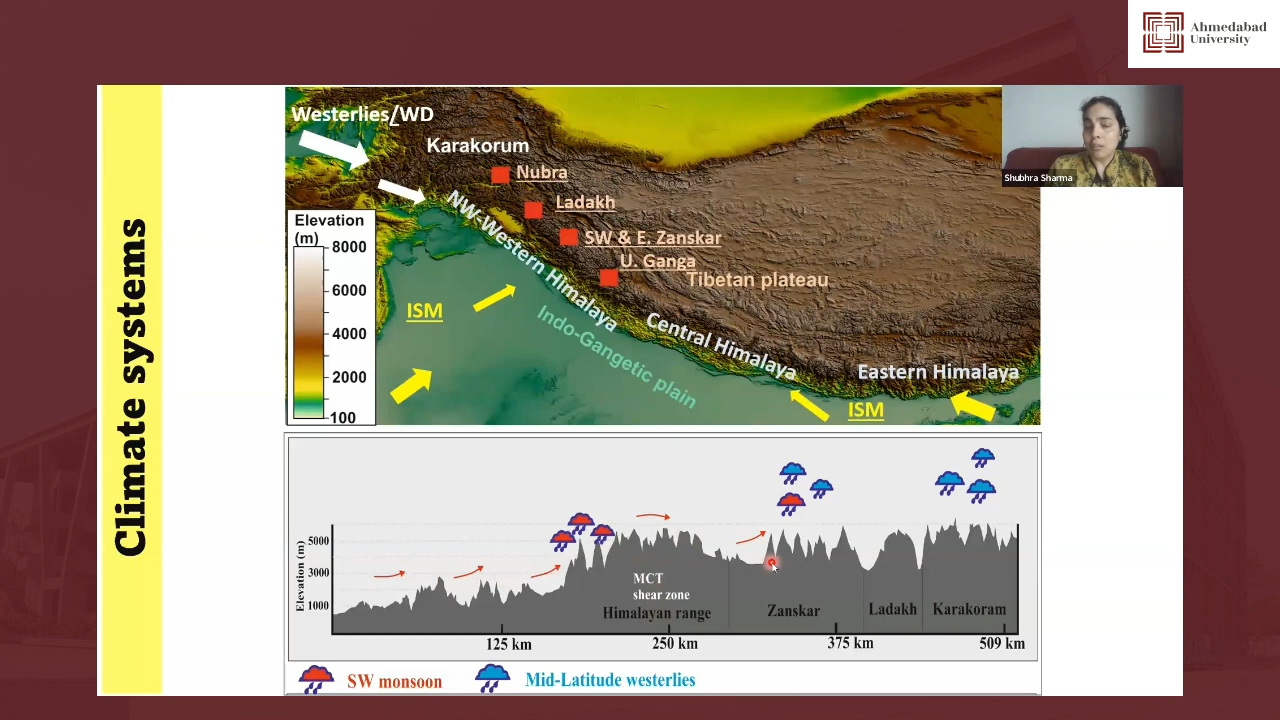 Ahmedabad
University
Climate systems
Westerlies/WD
Karakorum
Nubra
Ladakh
SW & E. Zanskar
U. Ganga
Tibetan plateau
NW-Western Himalaya
Central Himalaya
Eastern Himalaya
Indo-Gangetic plain
ISM
ISM
Elevation
(m)
8000
6000
4000
2000
100
Shubhra Sharma
Elevation (m)
5000
3000
1000
MCT
shear zone
Himalayan range
Zanskar
Ladakh
Karakoram
125 km
250 km
375 km
509 km
SW monsoon
Mid-Latitude westerlies